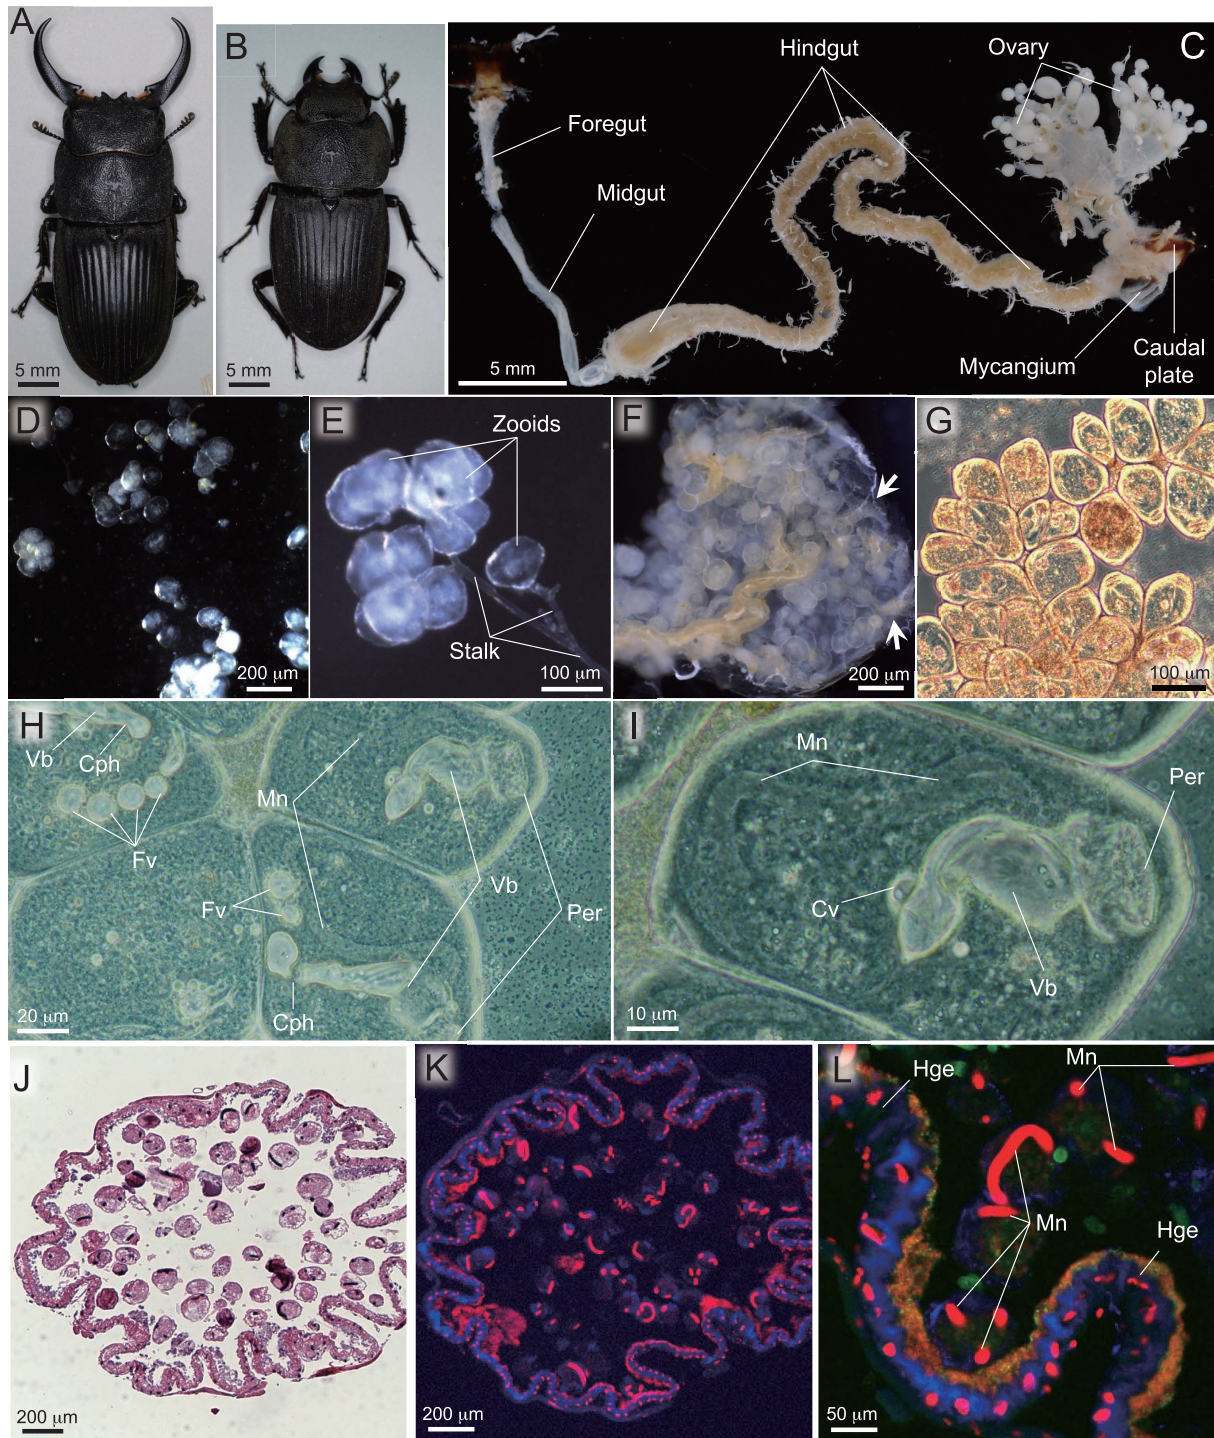 A
B
C
Hindgut
Ovary
Foregut
Midgut
Mycangium
Caudal
plate
5 mm
5 mm
5 mm
D
E
F
G
Zooids
Stalk
200 µm
100 µm
200 µm
100 µm
H
I
Vb
Cph
Mn
Fv
Fv
Vb
Per
Cph
20 µm
Mn
Per
Cv
Vb
10 µm
J
K
L
Hge
Mn
Mn
Hge
200 µm
200 µm
50 µm